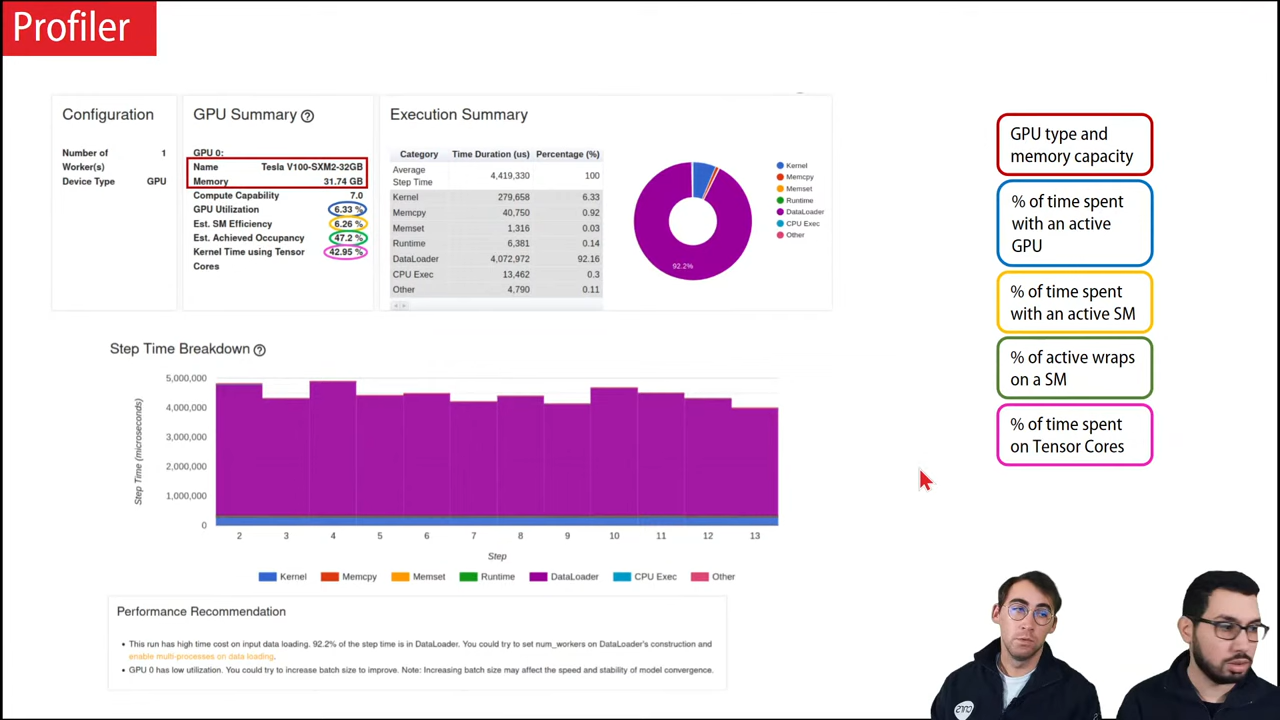 Profiler
Configuration
Number of 1
Worker(s)
Device Type GPU
GPU Summary ?
GPU 0:
Name Tesla V100-SXM2-32GB
Memory 31.74 GB
Compute Capability 7.0
GPU Utilization 6.33 %
Est. SM Efficiency 6.26 %
Est. Achieved Occupancy 47.2 %
Kernel Time using Tensor 42.95 %
Cores
Execution Summary
Category Time Duration (us) Percentage (%)
Average
Step Time 4,419,330 100
Kernel 279,658 6.33
Memcpy 40,750 0.92
Memset 1,316 0.03
Runtime 6,381 0.14
DataLoader 4,072,972 92.16
CPU Exec 13,462 0.3
Other 4,790 0.11
92.2%
Kernel
Memcpy
Memset
Runtime
DataLoader
CPU Exec
Other
GPU type and
memory capacity
% of time spent
with an active
GPU
% of time spent
with an active SM
% of active wraps
on a SM
% of time spent
on Tensor Cores
Step Time Breakdown ?
Step Time (microseconds)
5,000,000
4,000,000
3,000,000
2,000,000
1,000,000
0
2 3 4 5 6 7 8 9 10 11 12 13
Step
Kernel Memcpy Memset Runtime DataLoader CPU Exec Other
Performance Recommendation
• This run has high time cost on input data loading. 92.2% of the step time is in DataLoader. You could try to set num_workers on DataLoader's construction and
enable multi-processes on data loading.
• GPU 0 has low utilization. You could try to increase batch size to improve. Note: Increasing batch size may affect the speed and stability of model convergence.